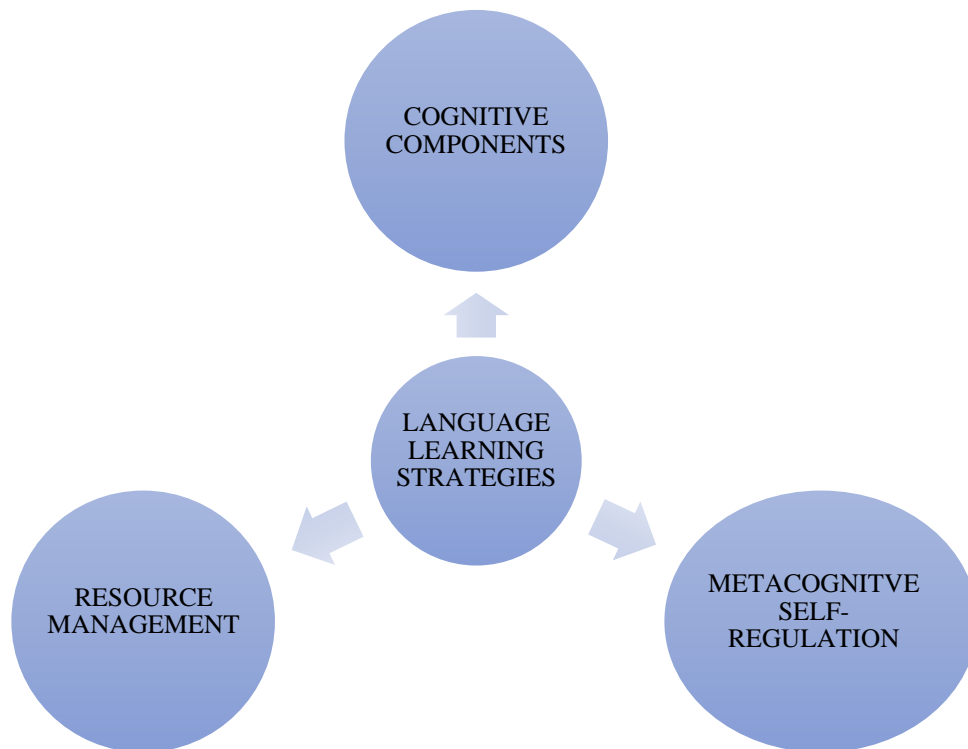 COGNITIVE
COMPONENTS
LANGUAGE
LEARNING
STRATEGIES
RESOURCE
MANAGEMENT
METACOGNITVE
SELF-
REGULATION